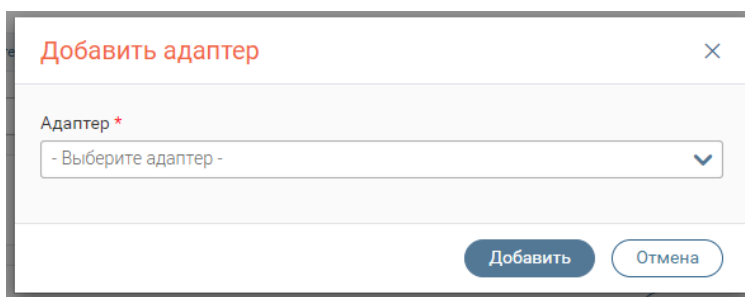 Добавить адаптер
Адаптер *
- Выберите адаптер -
Добавить
Отмена